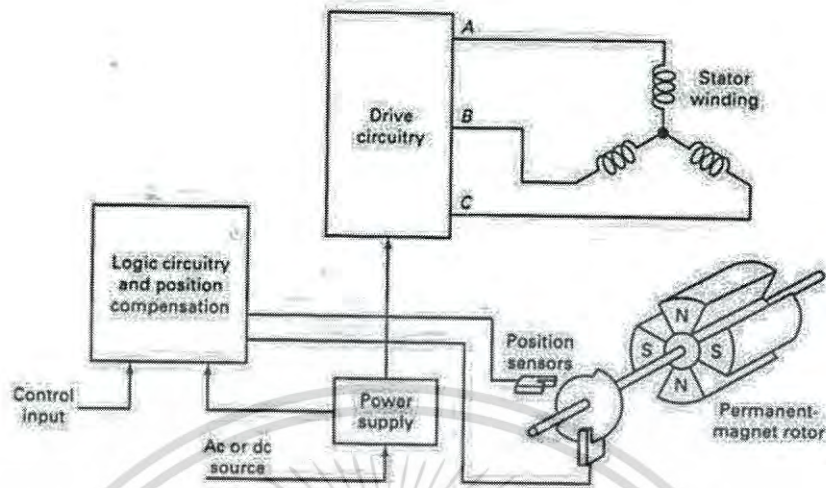 A
Stator
winding
Drive
circuitry
B
C
Logic circuitry
and position
compensation
Position
sensors
N
S
S
N
Control
input
Power
supply
Permanent-
magnet rotor
Ac or dc
source